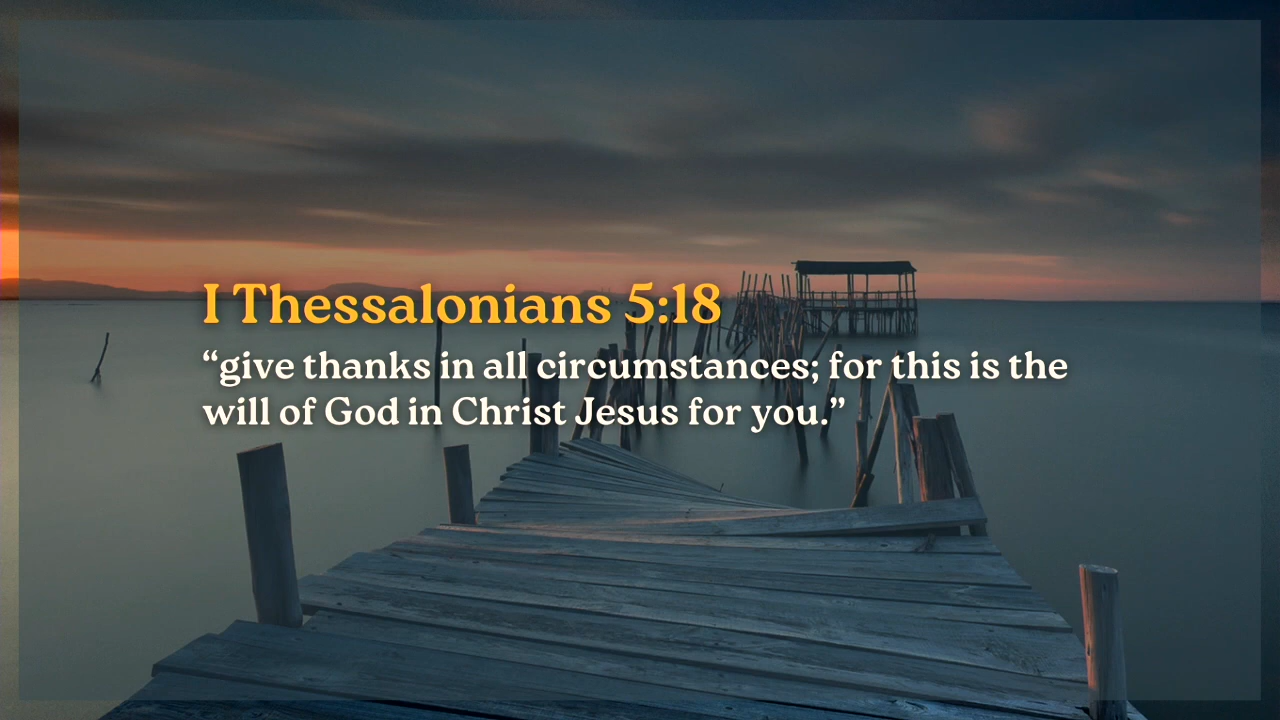 I Thessalonians 5:18
“give thanks in all circumstances; for this is the
will of God in Christ Jesus for you.”